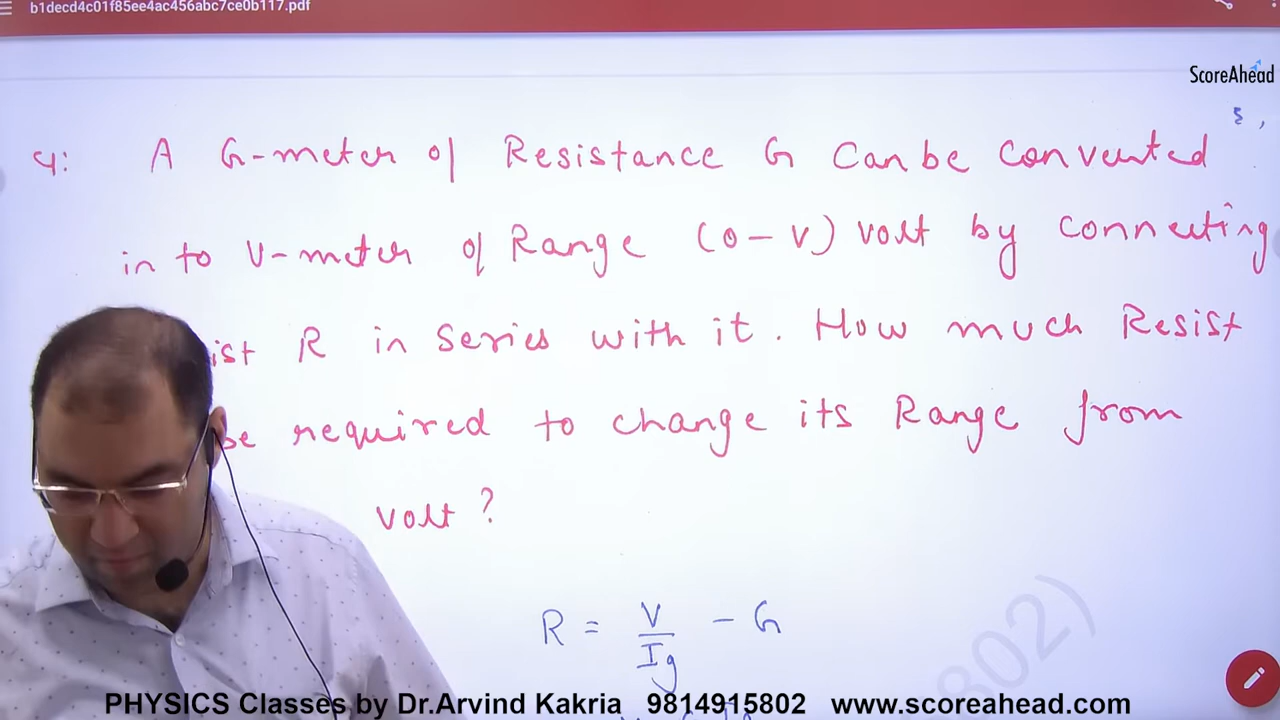 b1decd4c01f85ee4ac456abc7ce0b117.pdf
ScoreAhead
4: A G-meter of Resistance G Can be Converted
in to V-meter of Range (0-V) volt by connecting
ist R in Series with it. How much Resist
be required to change its Range from
volt ?
R = V/Ig - G
802)
PHYSICS Classes by Dr.Arvind Kakria 9814915802 www.scoreahead.com